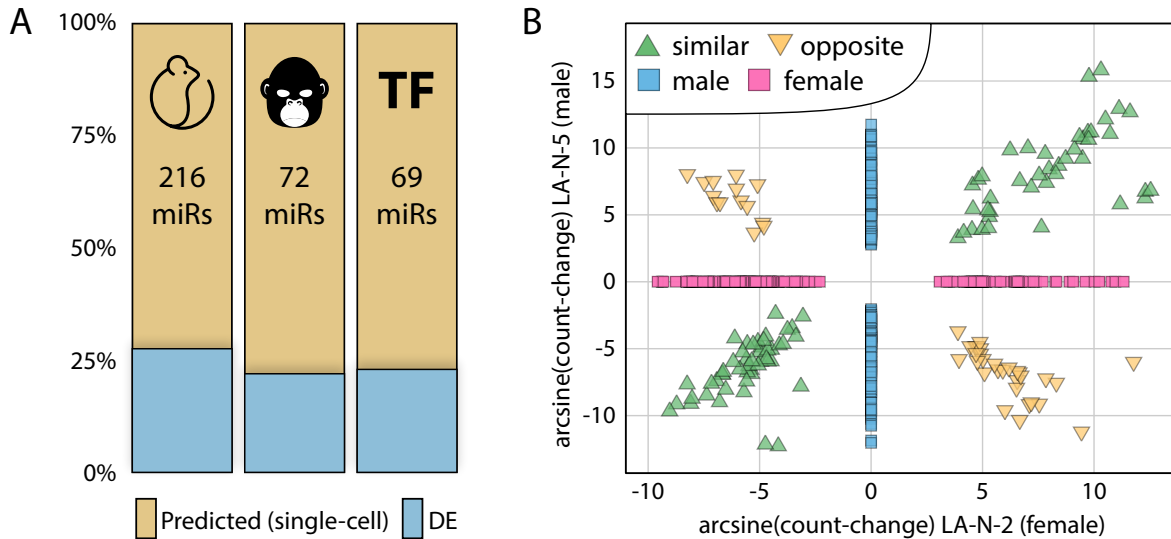 A
100%
75%
50%
25%
0%
216
miRs
72
miRs
TF
69
miRs
Predicted (single-cell)
DE
B
similar
opposite
male
female
arcsine(count-change) LA-N-5 (male)
15
10
5
0
-5
-10
-10
-5
0
5
10
arcsine(count-change) LA-N-2 (female)